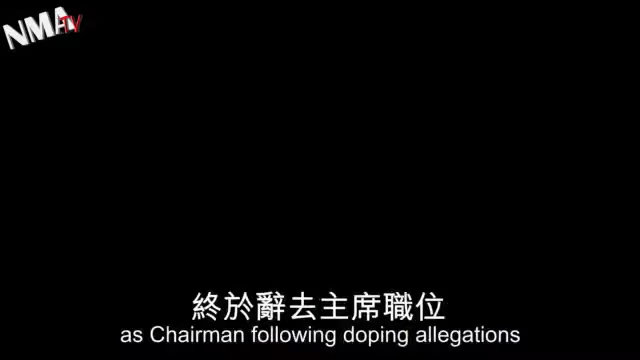 NMA.TV
終於辭去主席職位
as Chairman following doping allegations